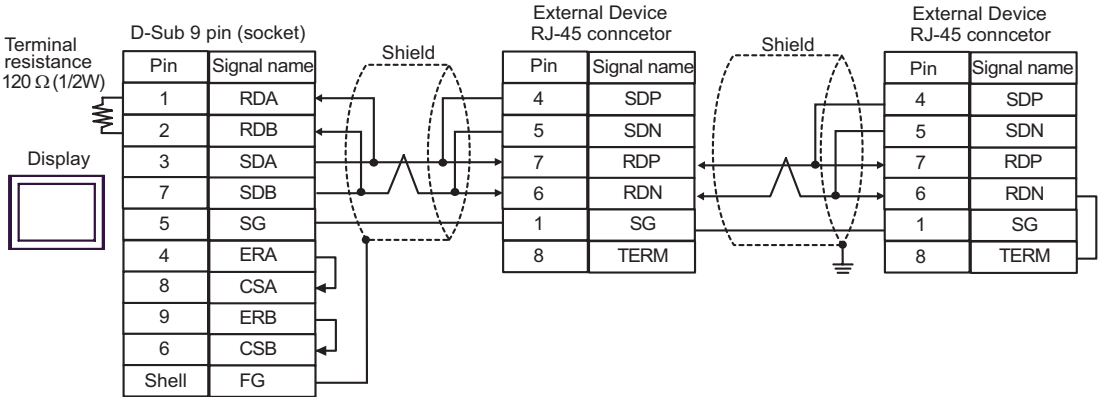 Terminal
resistance
120 Ω (1/2W)
Display
D-Sub 9 pin (socket)
Pin Signal name
1 RDA
2 RDB
3 SDA
7 SDB
5 SG
4 ERA
8 CSA
9 ERB
6 CSB
Shell FG
Shield
External Device
RJ-45 conncetor
Pin Signal name
4 SDP
5 SDN
7 RDP
6 RDN
1 SG
8 TERM
Shield
External Device
RJ-45 conncetor
Pin Signal name
4 SDP
5 SDN
7 RDP
6 RDN
1 SG
8 TERM